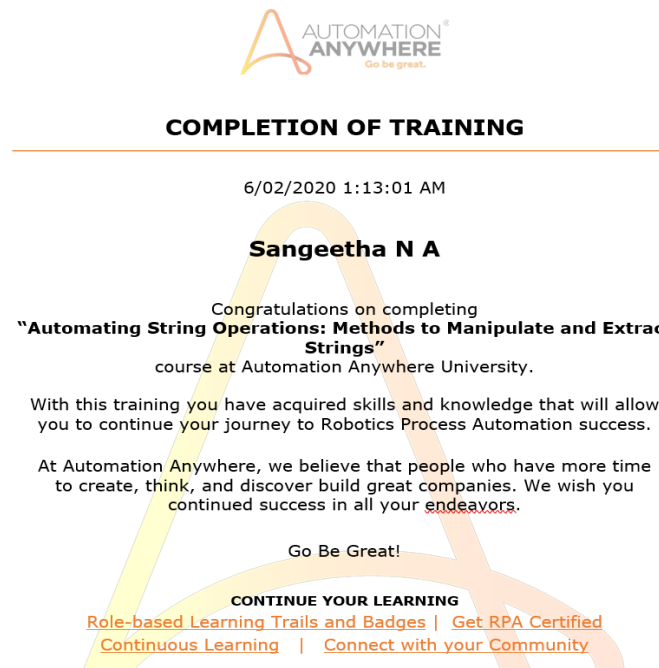 AUTOMATION
ANYWHERE
Go be great.
COMPLETION OF TRAINING
6/02/2020 1:13:01 AM
Sangeetha N A
Congratulations on completing
“Automating String Operations: Methods to Manipulate and Extrac
Strings”
course at Automation Anywhere University.
With this training you have acquired skills and knowledge that will allow
you to continue your journey to Robotics Process Automation success.
At Automation Anywhere, we believe that people who have more time
to create, think, and discover build great companies. We wish you
continued success in all your endeavors.
Go Be Great!
CONTINUE YOUR LEARNING
Role-based Learning Trails and Badges | Get RPA Certified
Continuous Learning | Connect with your Community